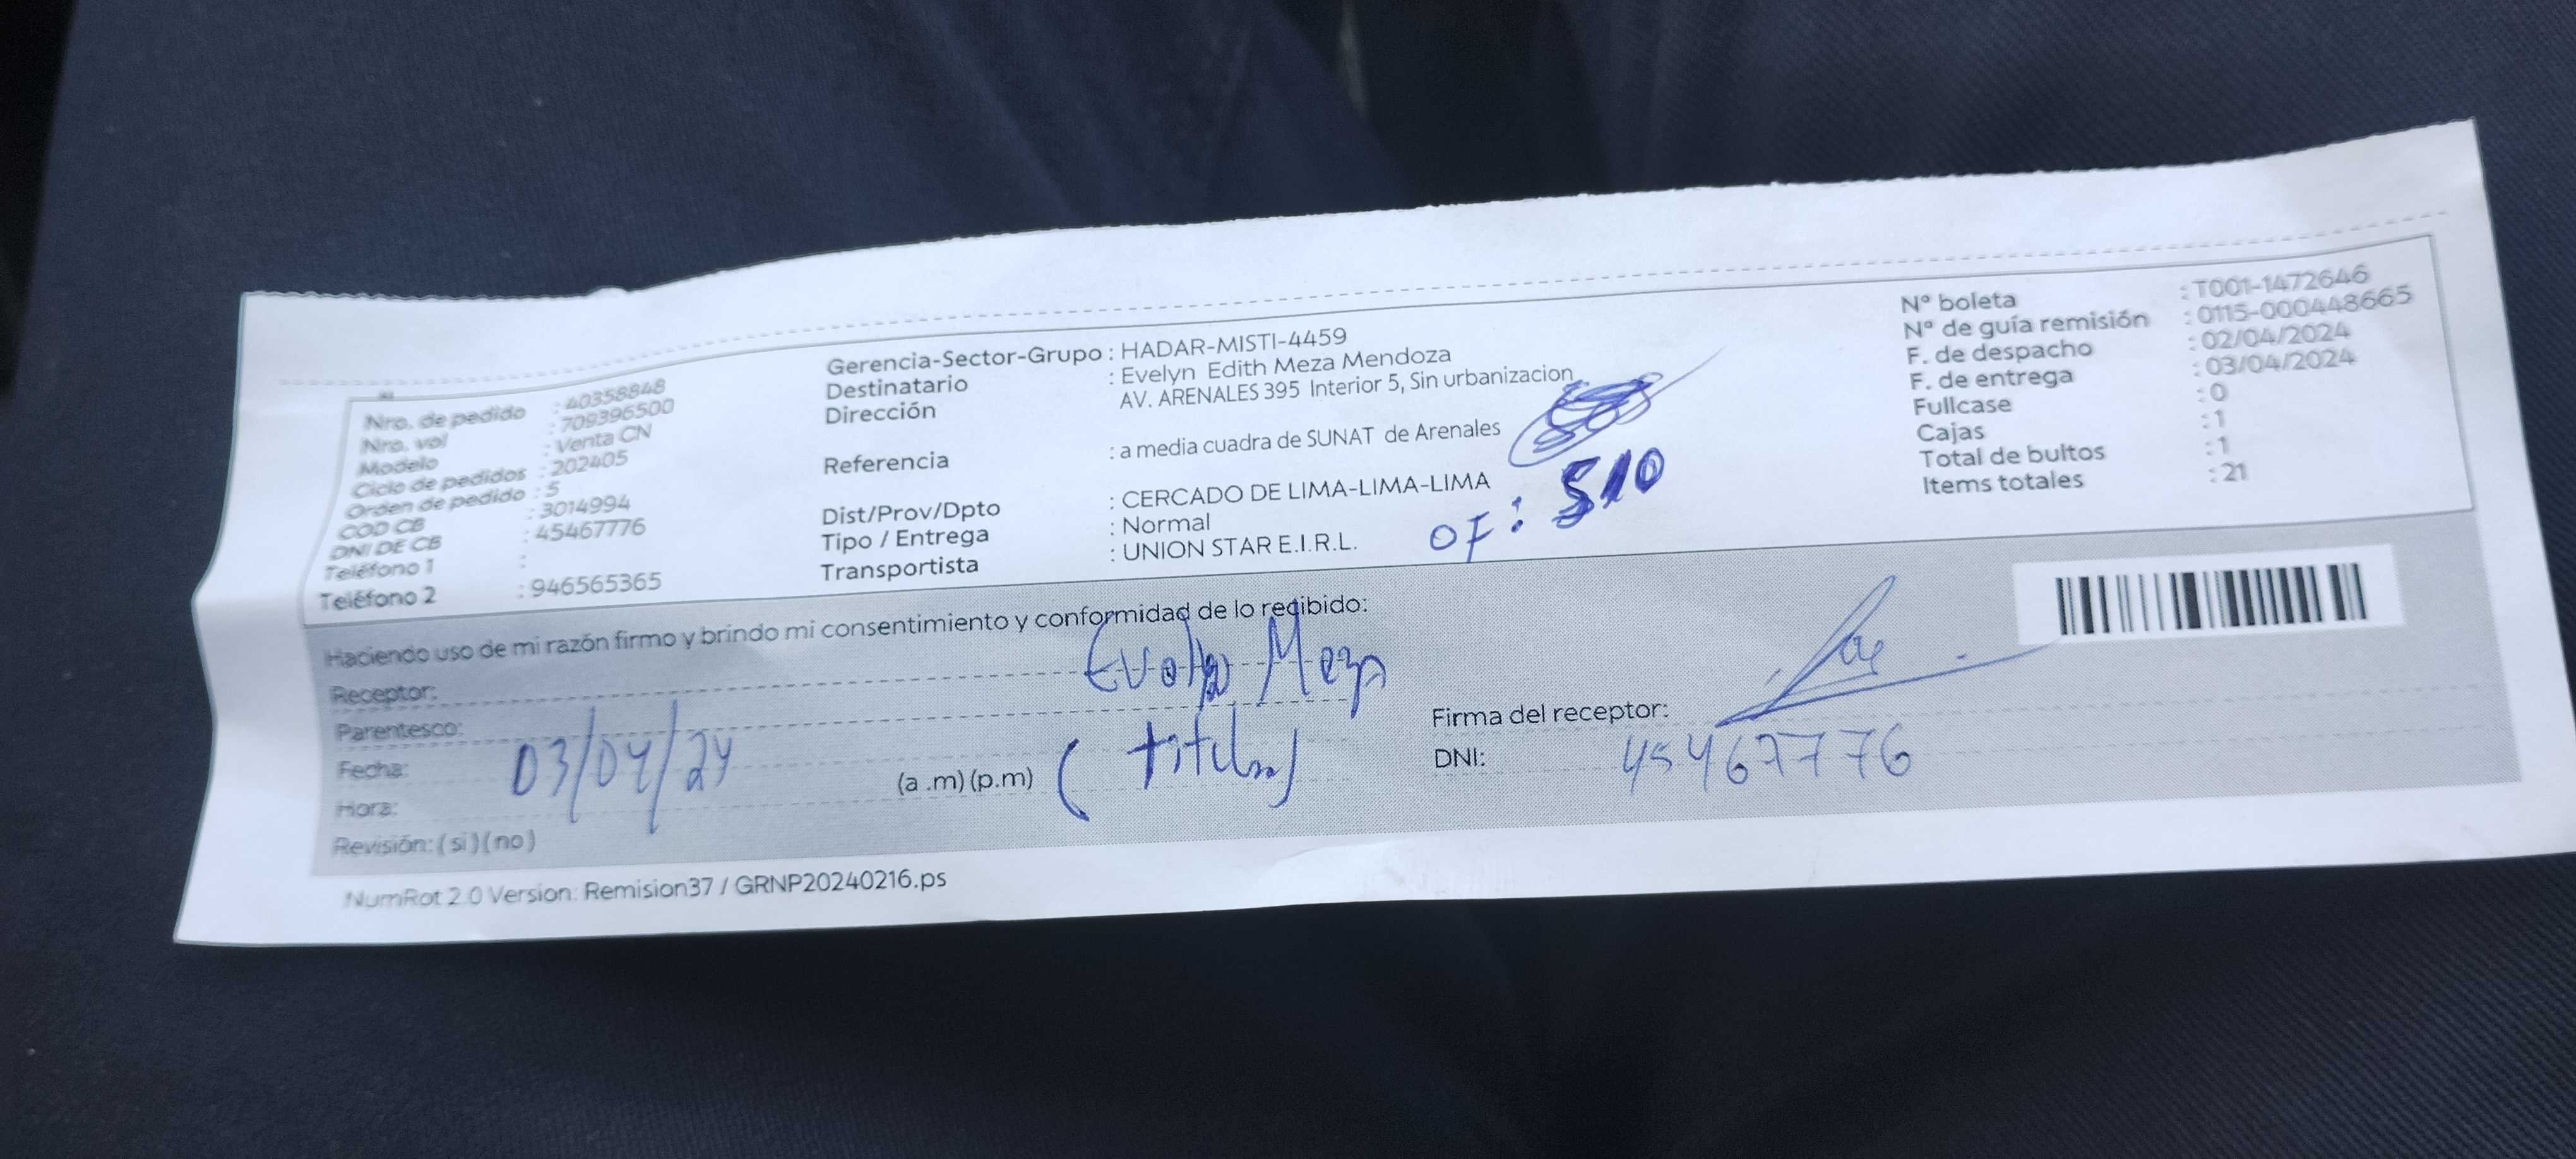 Nro. de pedido : 40358848
Nro. vol : 709396500
Modelo : Venta CN
Ciclo de pedidos : 202405
Orden de pedido : 5
COD CB : 3014994
DNI DE CB : 45467776
Teléfono 1 :
Teléfono 2 : 946565365
Gerencia-Sector-Grupo : HADAR-MISTI-4459
Destinatario : Evelyn Edith Meza Mendoza
Dirección AV. ARENALES 395 Interior 5, Sin urbanizacion
Referencia : a media cuadra de SUNAT de Arenales
Dist/Prov/Dpto : CERCADO DE LIMA-LIMA-LIMA
Tipo / Entrega : Normal
Transportista : UNION STAR E.I.R.L.
OF: 510
N° boleta : T001-1472646
N° de guía remisión : 0115-000448665
F. de despacho : 02/04/2024
F. de entrega : 03/04/2024
Fullcase : 0
Cajas : 1
Total de bultos : 1
Items totales : 21
Haciendo uso de mi razón firmo y brindo mi consentimiento y conformidad de lo recibido:
Receptor: Meza
Parentesco:
Fecha: 03/04/24
Hora: (a .m) (p.m)
Revisión: ( si ) ( no )
Firma del receptor:
DNI: 45467776
NumRot 2.0 Version: Remision37 / GRNP20240216.ps